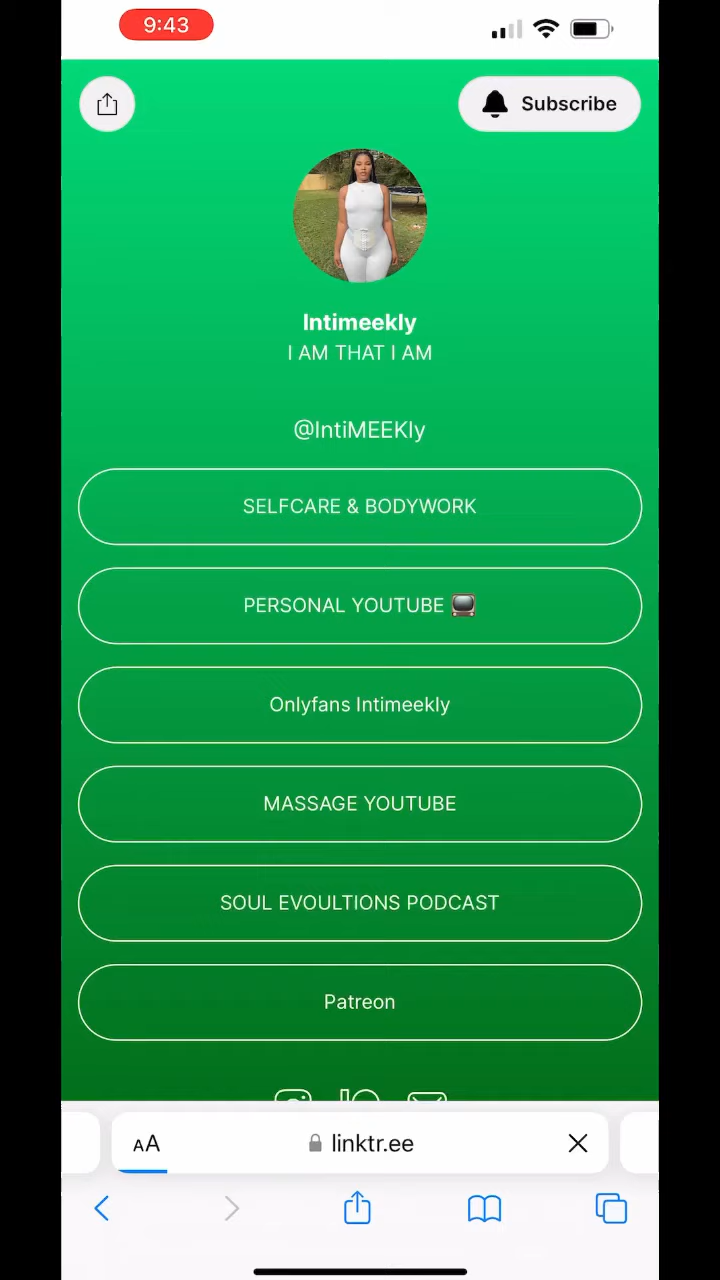 9:43
Subscribe
Intimeekly
I AM THAT I AM
@IntiMEEKly
SELFCARE & BODYWORK
PERSONAL YOUTUBE
Onlyfans Intimeekly
MASSAGE YOUTUBE
SOUL EVOULTIONS PODCAST
Patreon
AA linktr.ee